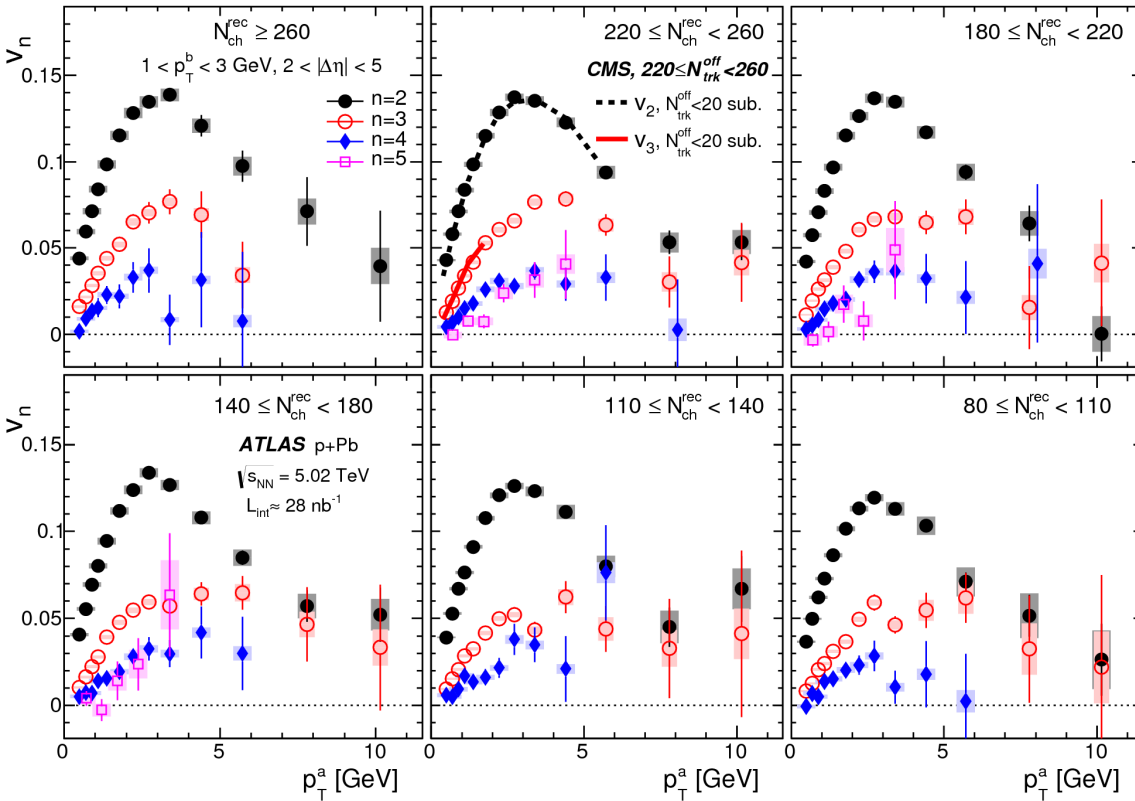 v_n
N_ch^rec ≥ 260
1 < p_T^b < 3 GeV, 2 < |Δη| < 5
n=2
n=3
n=4
n=5
0.15
0.1
0.05
0
220 ≤ N_ch^rec < 260
CMS, 220≤N_trk^off<260
v_2, N_trk^off<20 sub.
v_3, N_trk^off<20 sub.
180 ≤ N_ch^rec < 220
v_n
140 ≤ N_ch^rec < 180
ATLAS p+Pb
√s_NN = 5.02 TeV
L_int ≈ 28 nb^-1
0.15
0.1
0.05
0
110 ≤ N_ch^rec < 140
80 ≤ N_ch^rec < 110
0 5 10
0 5 10
0 5 10
p_T^a [GeV]
p_T^a [GeV]
p_T^a [GeV]